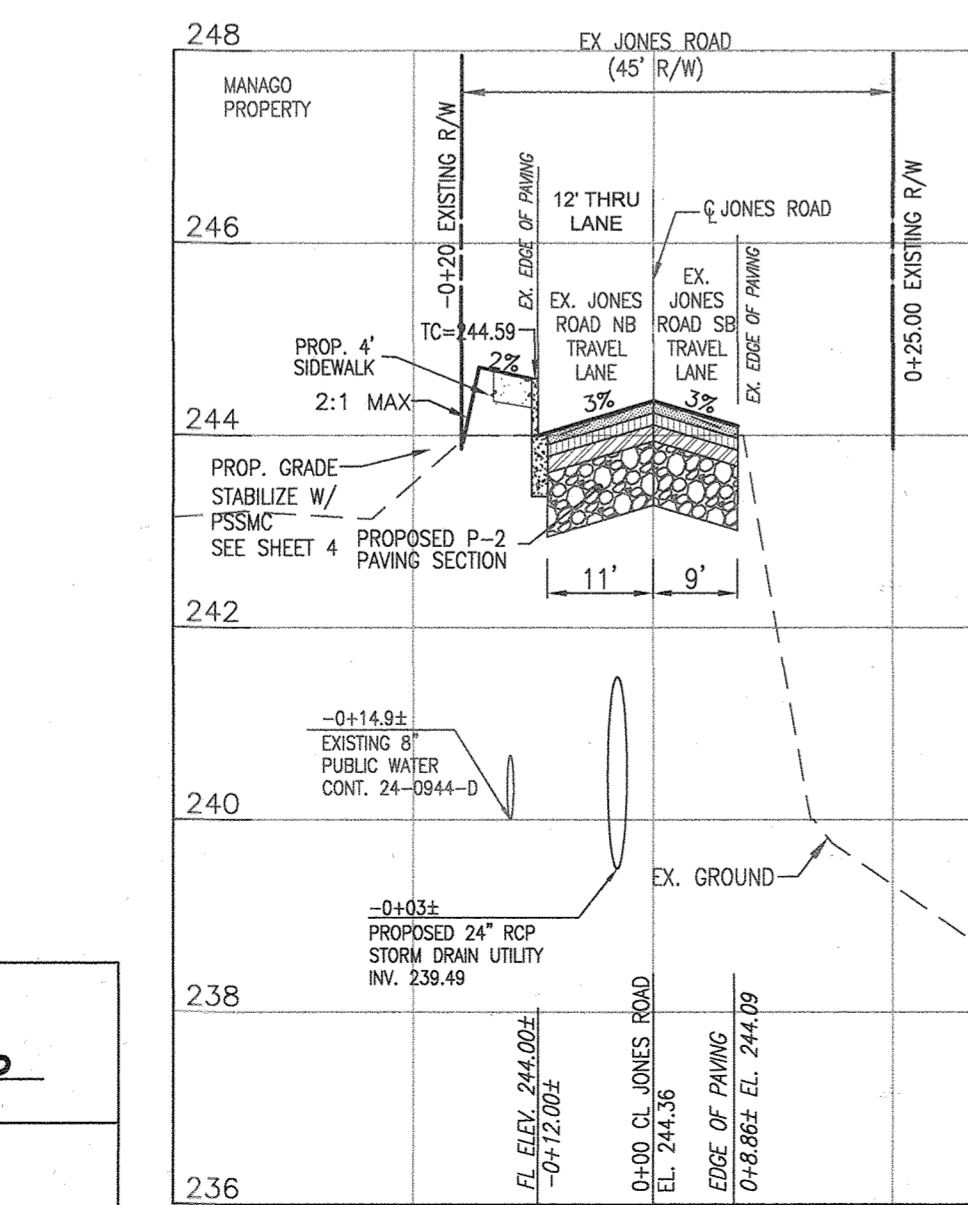 248
EX JONES ROAD
(45' R/W)
MANAGO
PROPERTY
-0+20 EXISTING R/W
EX. EDGE OF PAVING
12' THRU
LANE
℄ JONES ROAD
0+25.00 EXISTING R/W
246
EX. JONES
ROAD NB
TRAVEL
LANE
EX.
JONES
ROAD SB
TRAVEL
LANE
EX. EDGE OF PAVING
TC=244.59
PROP. 4'
SIDEWALK
2%
2:1 MAX
3%
3%
244
PROP. GRADE
STABILIZE W/
PSSMC
SEE SHEET 4
PROPOSED P-2
PAVING SECTION
11'
9'
242
-0+14.9±
EXISTING 8"
PUBLIC WATER
CONT. 24-0944-D
240
EX. GROUND
-0+03±
PROPOSED 24" RCP
STORM DRAIN UTILITY
INV. 239.49
238
FL ELEV. 244.00±
-0+12.00±
0+00 CL JONES ROAD
EL. 244.36
EDGE OF PAVING
0+8.86± EL. 244.09
236